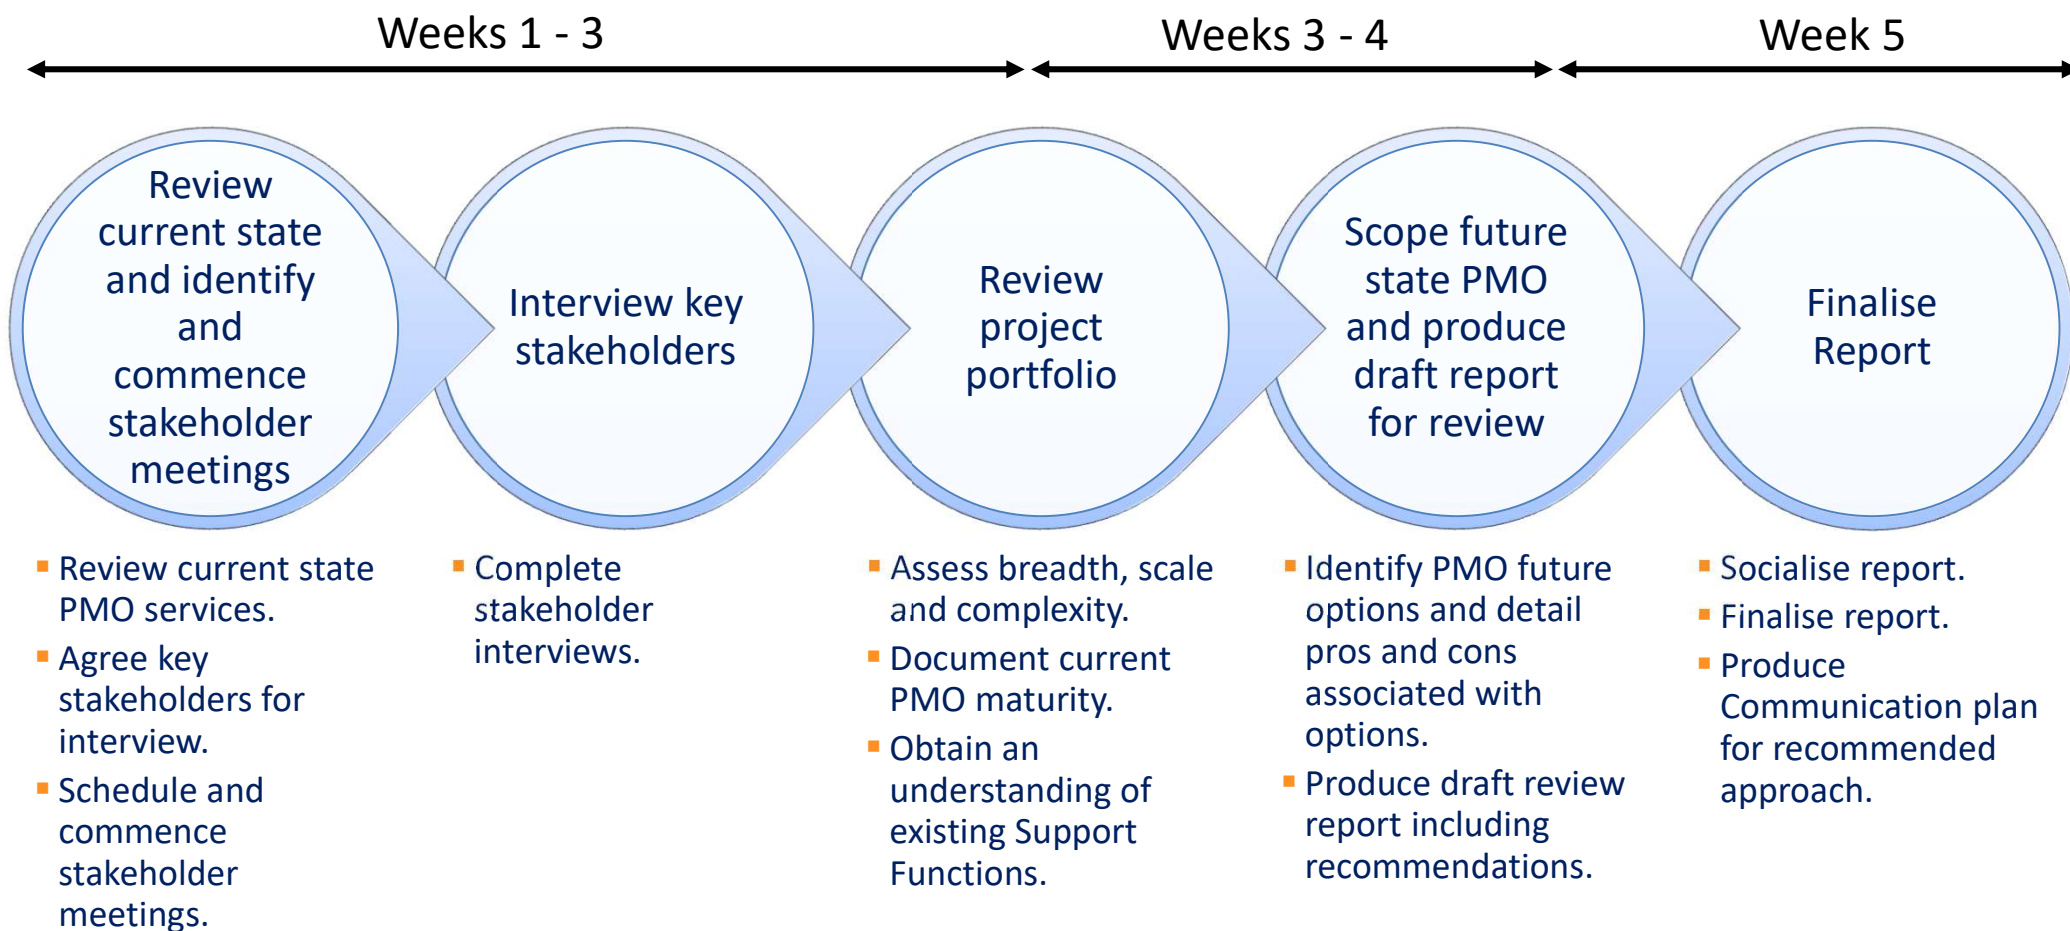 Weeks 1 - 3
Weeks 3 - 4
Week 5
Review
current state
and identify
and
commence
stakeholder
meetings
Interview key
stakeholders
Review
project
portfolio
Scope future
state PMO
and produce
draft report
for review
Finalise
Report
Review current state
PMO services.
Agree key
stakeholders for
interview.
Schedule and
commence
stakeholder
meetings.
Complete
stakeholder
interviews.
Assess breadth, scale
and complexity.
Document current
PMO maturity.
Obtain an
understanding of
existing Support
Functions.
Identify PMO future
options and detail
pros and cons
associated with
options.
Produce draft review
report including
recommendations.
Socialise report.
Finalise report.
Produce
Communication plan
for recommended
approach.